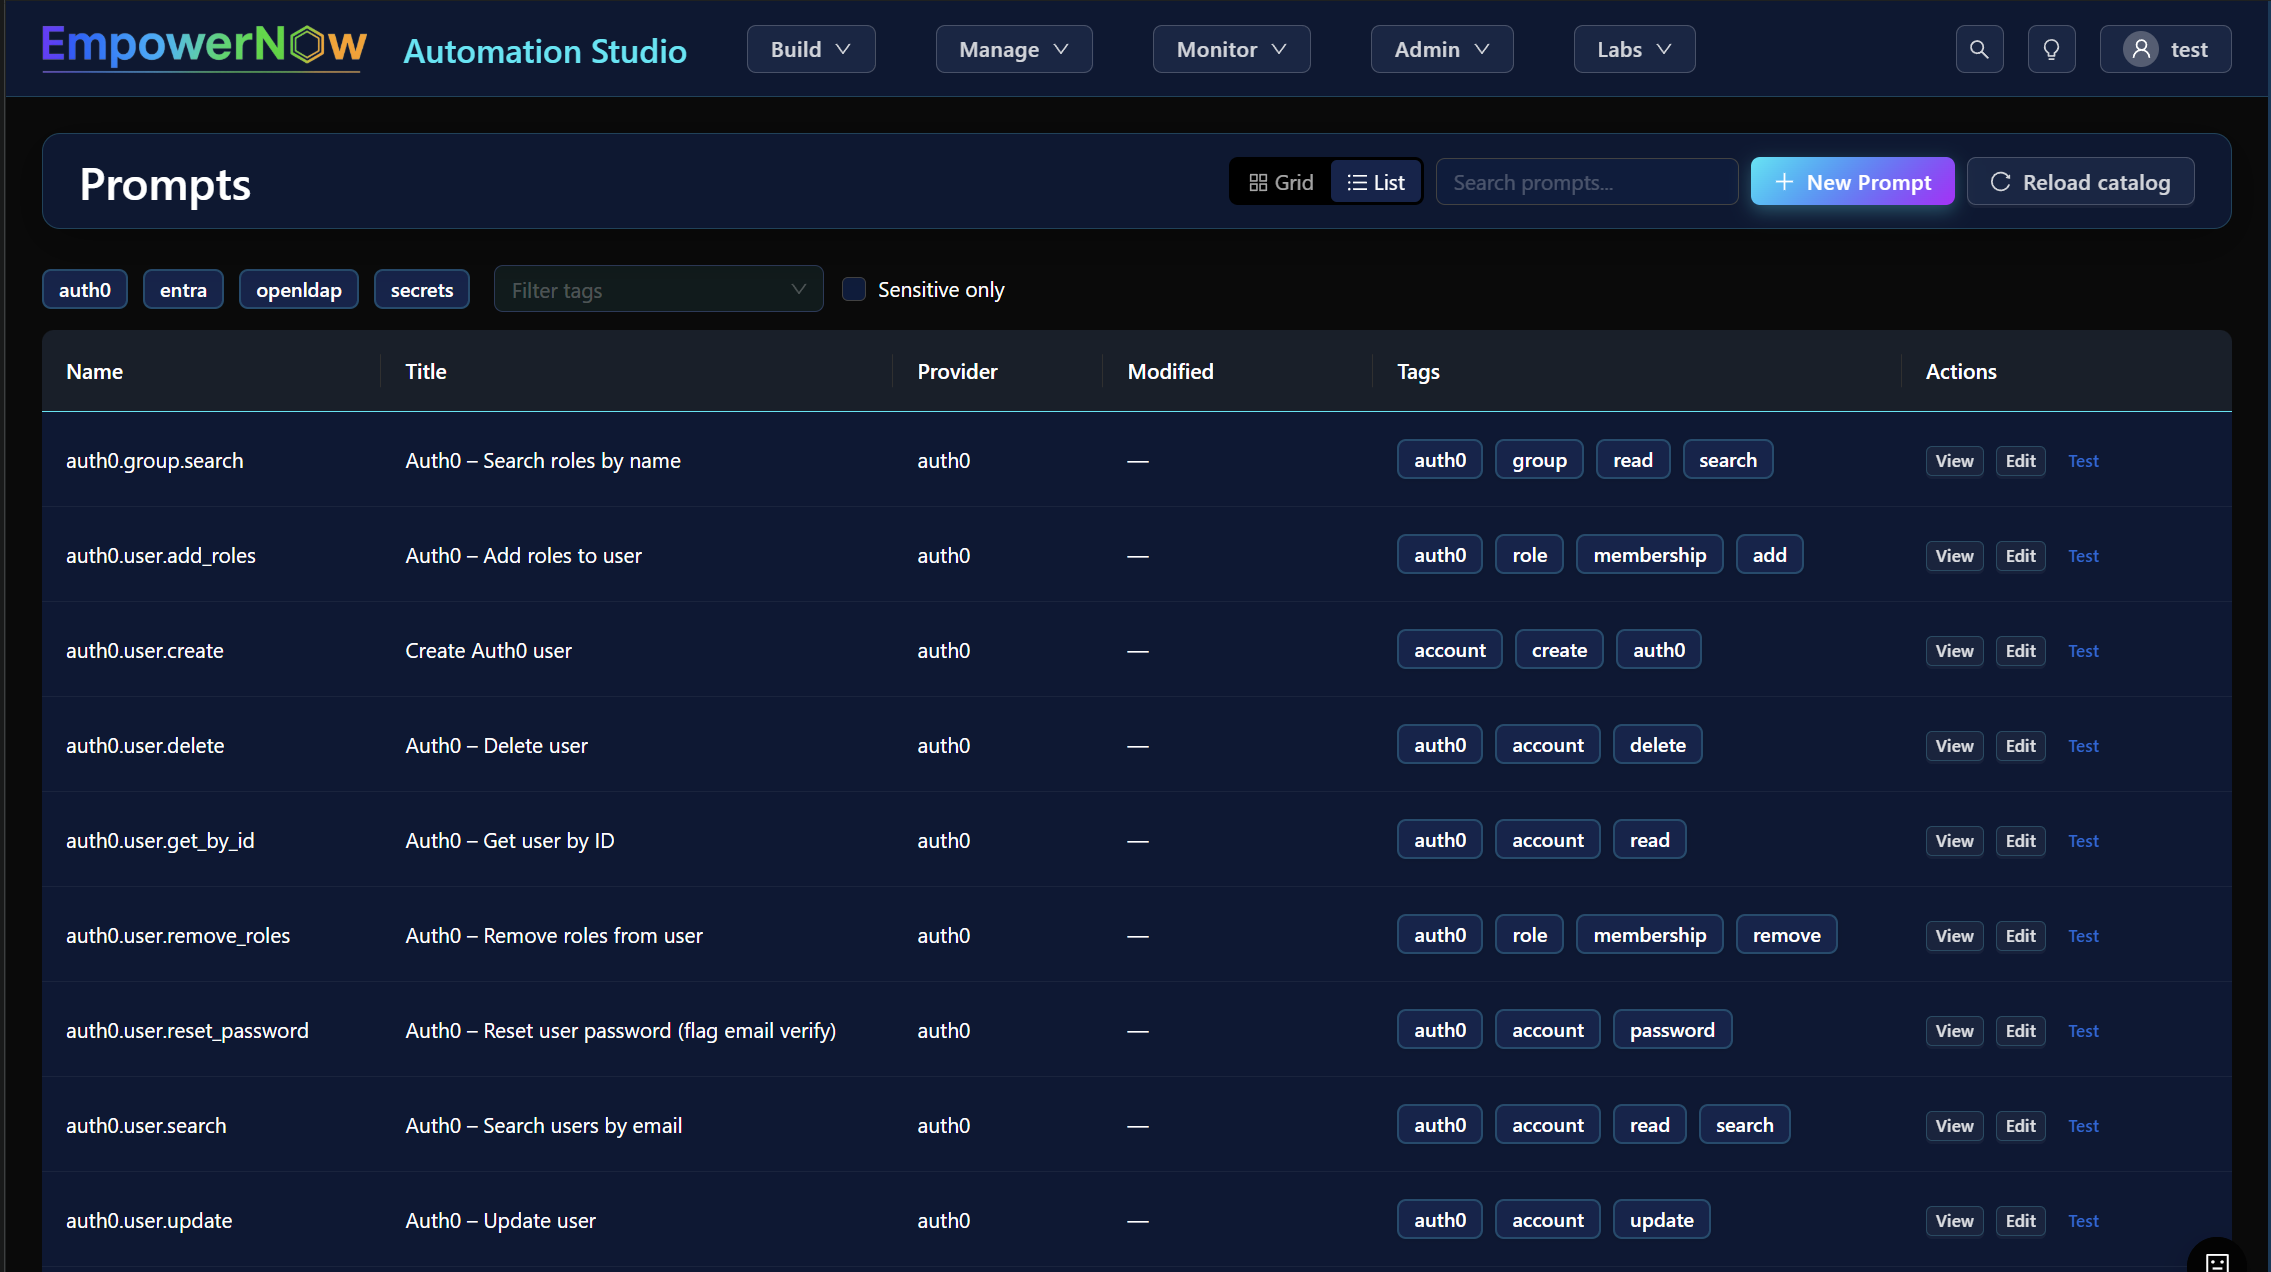 EmpowerNow Automation Studio Build Manage Monitor Admin Labs test
Prompts Grid List Search prompts... New Prompt Reload catalog
auth0 entra openldap secrets Filter tags Sensitive only
Name Title Provider Modified Tags Actions
auth0.group.search Auth0 – Search roles by name auth0 — auth0 group read search View Edit Test
auth0.user.add_roles Auth0 – Add roles to user auth0 — auth0 role membership add View Edit Test
auth0.user.create Create Auth0 user auth0 — account create auth0 View Edit Test
auth0.user.delete Auth0 – Delete user auth0 — auth0 account delete View Edit Test
auth0.user.get_by_id Auth0 – Get user by ID auth0 — auth0 account read View Edit Test
auth0.user.remove_roles Auth0 – Remove roles from user auth0 — auth0 role membership remove View Edit Test
auth0.user.reset_password Auth0 – Reset user password (flag email verify) auth0 — auth0 account password View Edit Test
auth0.user.search Auth0 – Search users by email auth0 — auth0 account read search View Edit Test
auth0.user.update Auth0 – Update user auth0 — auth0 account update View Edit Test